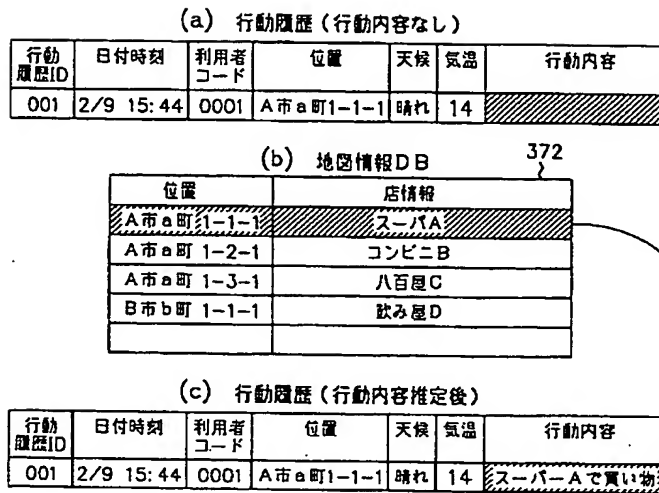 (a) 行動履歴(行動内容なし)
行動履歴ID 日付時刻 利用者コード 位置 天候 気温 行動内容
001 2/9 15:44 0001 A市a町1-1-1 晴れ 14
(b) 地図情報DB 372
位置 店情報
A市a町 1-1-1 スーパA
A市a町 1-2-1 コンビニB
A市a町 1-3-1 八百屋C
B市b町 1-1-1 飲み屋D
(c) 行動履歴(行動内容推定後)
行動履歴ID 日付時刻 利用者コード 位置 天候 気温 行動内容
001 2/9 15:44 0001 A市a町1-1-1 晴れ 14 スーパーAで買い物